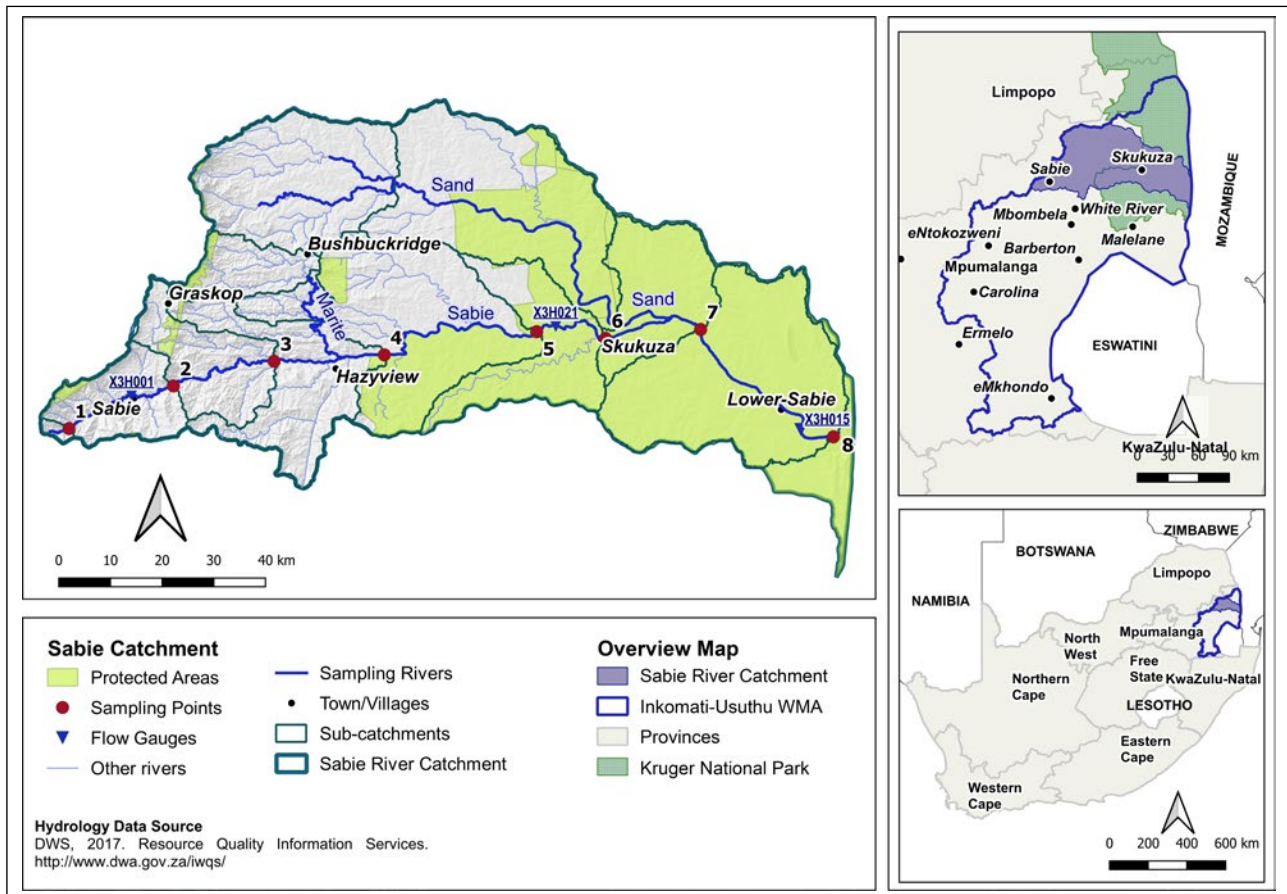 Sand
Bushbuckridge
Graskop
Marite
Sabie
X3H021
Sand
6
7
4
5
Skukuza
3
X3H001
2
Hazyview
1
Sabie
Lower-Sabie
X3H015
8
0 10 20 30 40 km
Limpopo
Skukuza
Sabie
MOZAMBIQUE
White River
Mbombela
eNtokozweni
Malelane
Barberton
Mpumalanga
Carolina
Ermelo
ESWATINI
eMkhondo
KwaZulu-Natal
0 30 60 90 km
ZIMBABWE
BOTSWANA
Limpopo
NAMIBIA
Mpumalanga
North
West
Free
State
KwaZulu-Natal
Northern
Cape
LESOTHO
Eastern
Cape
Western
Cape
0 200 400 600 km
Sabie Catchment
Protected Areas
Sampling Points
Flow Gauges
Other rivers
Sampling Rivers
Town/Villages
Sub-catchments
Sabie River Catchment
Overview Map
Sabie River Catchment
Inkomati-Usuthu WMA
Provinces
Kruger National Park
Hydrology Data Source
DWS, 2017. Resource Quality Information Services.
http://www.dwa.gov.za/iwqs/